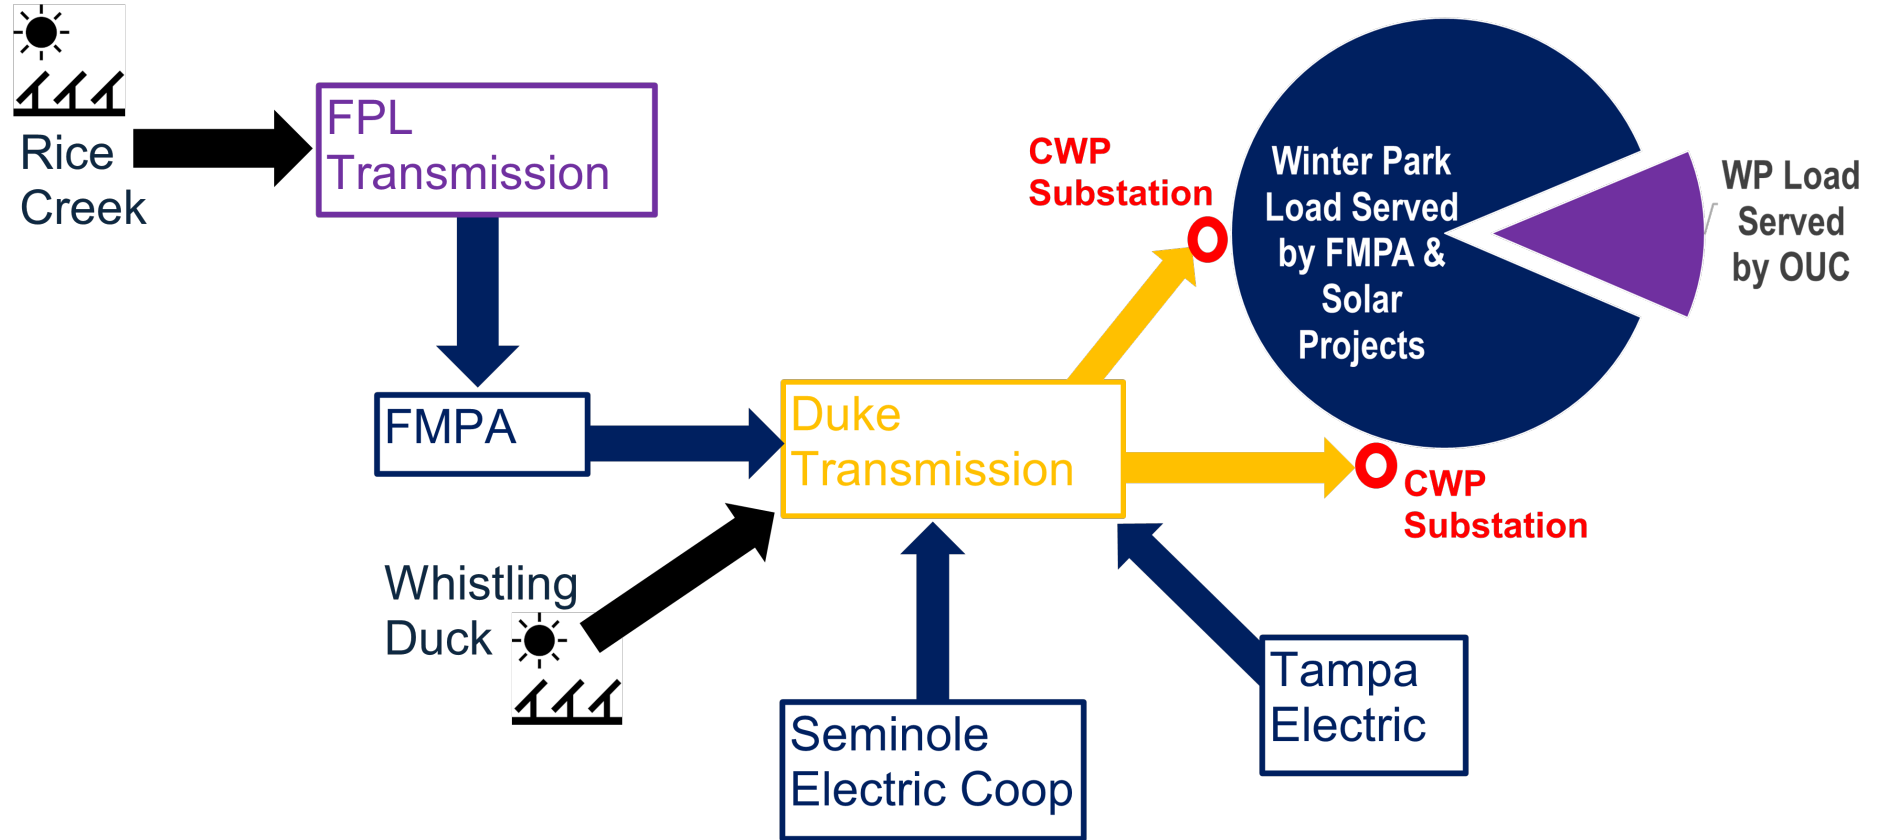 Rice
Creek
FPL
Transmission
FMPA
Whistling
Duck
Duke
Transmission
Seminole
Electric Coop
Tampa
Electric
CWP
Substation
CWP
Substation
Winter Park
Load Served
by FMPA &
Solar
Projects
WP Load
Served
by OUC